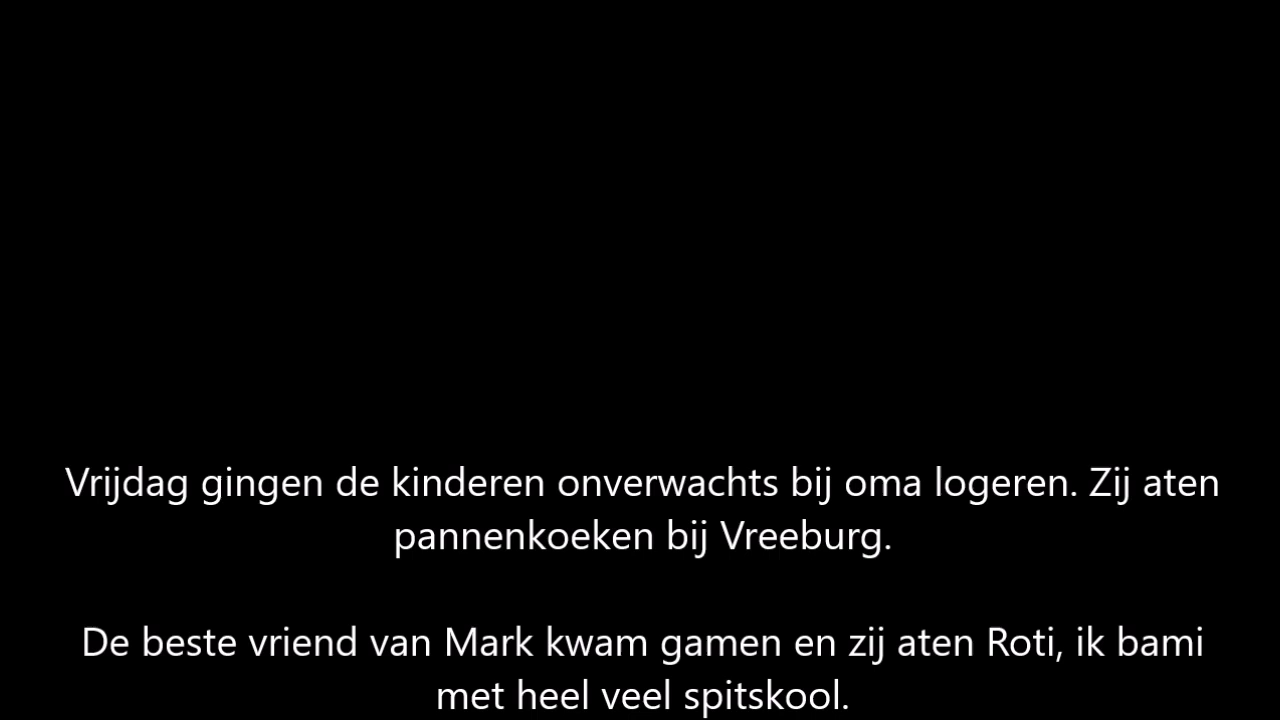 Vrijdag gingen de kinderen onverwachts bij oma logeren. Zij aten
pannenkoeken bij Vreeburg.
De beste vriend van Mark kwam gamen en zij aten Roti, ik bami
met heel veel spitskool.